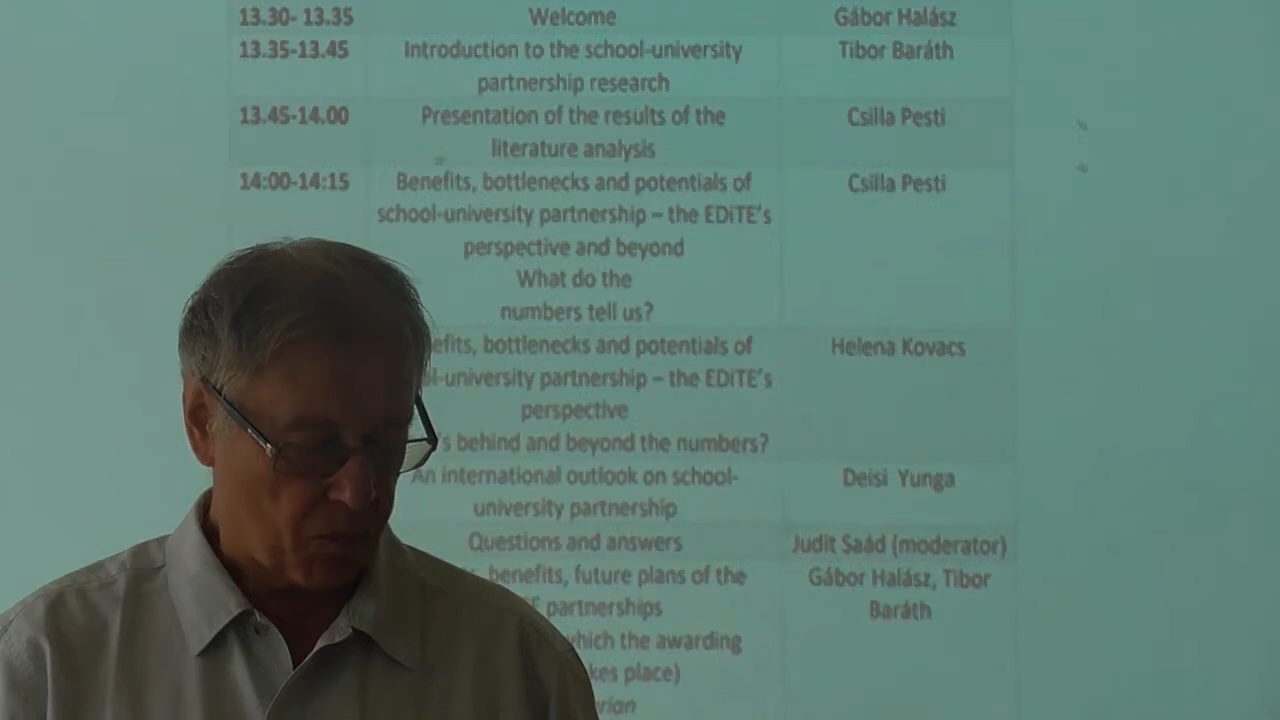 13.30- 13.35 Welcome Gábor Halász
13.35-13.45 Introduction to the school-university Tibor Baráth
partnership research
13.45-14.00 Presentation of the results of the Csilla Pesti
literature analysis
14:00-14:15 Benefits, bottlenecks and potentials of Csilla Pesti
school-university partnership – the EDiTE's
perspective and beyond
What do the
numbers tell us?
efits, bottlenecks and potentials of Helena Kovacs
ol-university partnership – the EDiTE's
perspective
's behind and beyond the numbers?
An international outlook on school- Deisi Yunga
university partnership
Questions and answers Judit Saád (moderator)
benefits, future plans of the Gábor Halász, Tibor
partnerships Baráth
which the awarding
kes place)